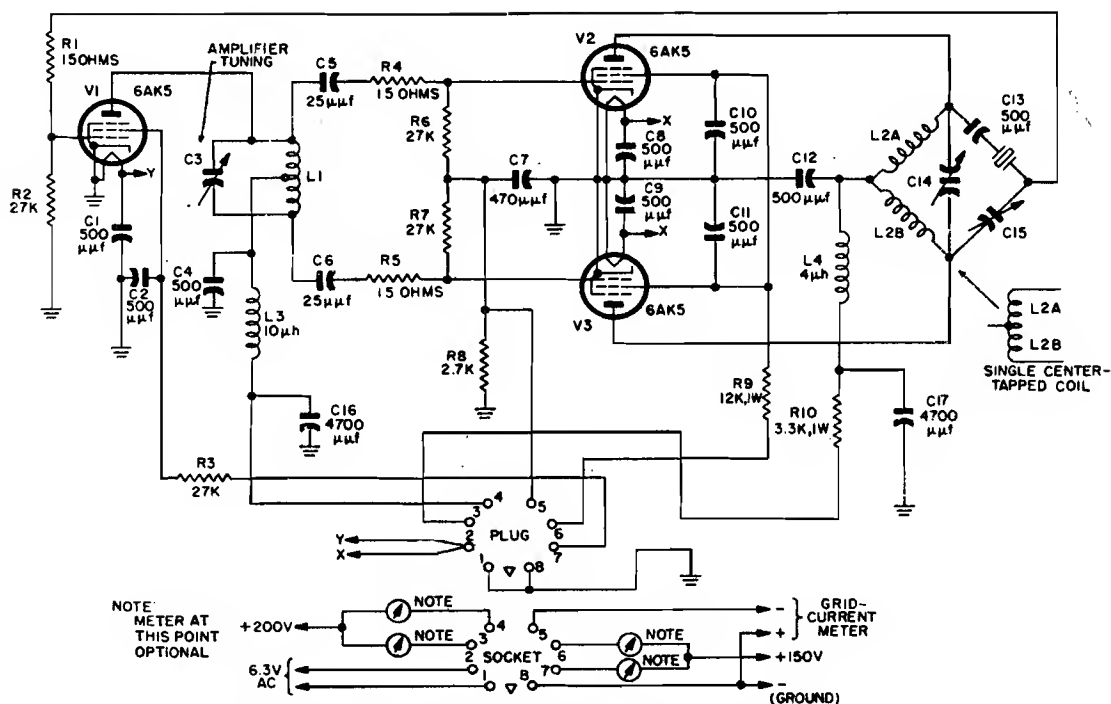 R1
15 OHMS
AMPLIFIER
TUNING
V1
6AK5
C5
25μμf
R4
15 OHMS
V2
6AK5
R6
27K
C3
L1
Y
R2
27K
C1
500
μμf
C2
500
μμf
C4
500
μμf
L3
10μh
C6
25μμf
R5
15 OHMS
R7
27K
C7
470μμf
X
C8
500
μμf
C9
500
μμf
X
C10
500
μμf
C11
500
μμf
C12
500μμf
L2A
L2B
C13
500
μμf
C14
C15
L4
4μh
V3
6AK5
L2A
L2B
SINGLE CENTER-
TAPPED COIL
R8
2.7K
R9
12K,1W
R10
3.3K,1W
C17
4700
μμf
C16
4700
μμf
R3
27K
4
5
3
6
2
7
1
8
PLUG
Y
X
NOTE:
METER AT
THIS POINT
OPTIONAL
+200V
NOTE
NOTE
6.3V
AC
4
5
3
6
2
7
1
8
SOCKET
NOTE
NOTE
-
+
GRID-
CURRENT
METER
+150V
-
(GROUND)